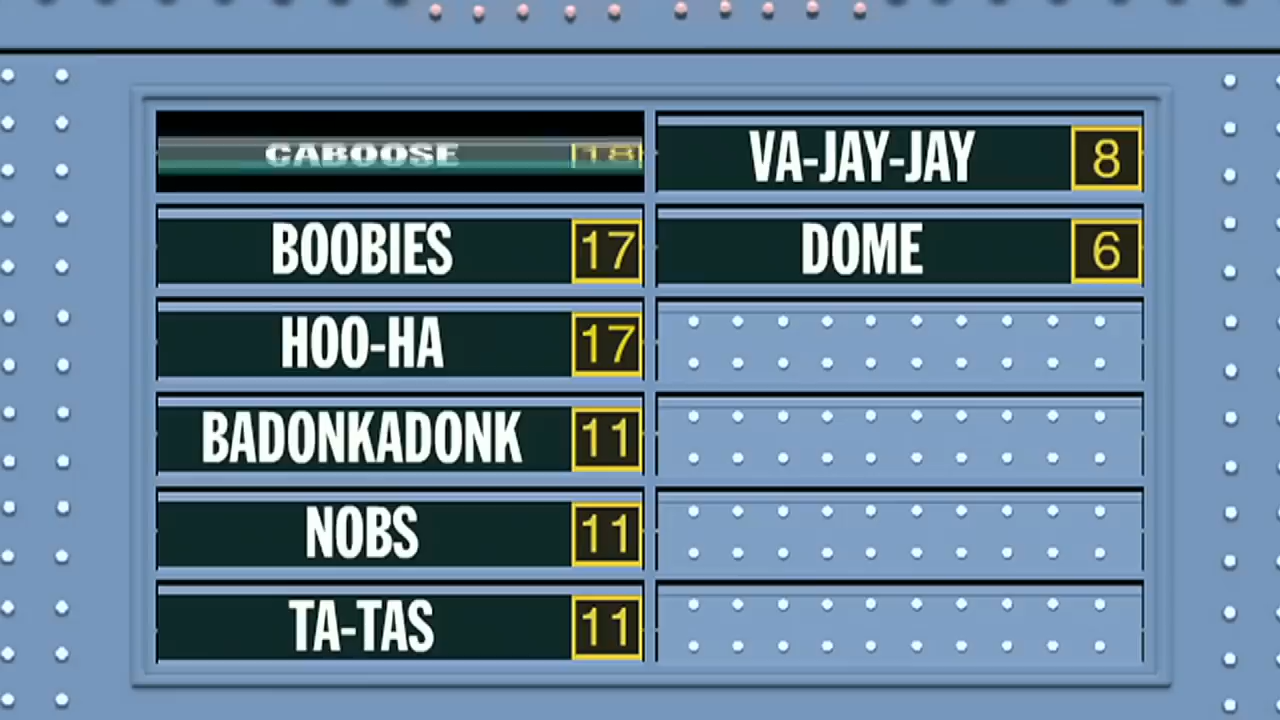 CABOOSE 18
BOOBIES 17
HOO-HA 17
BADONKADONK 11
NOBS 11
TA-TAS 11
VA-JAY-JAY 8
DOME 6